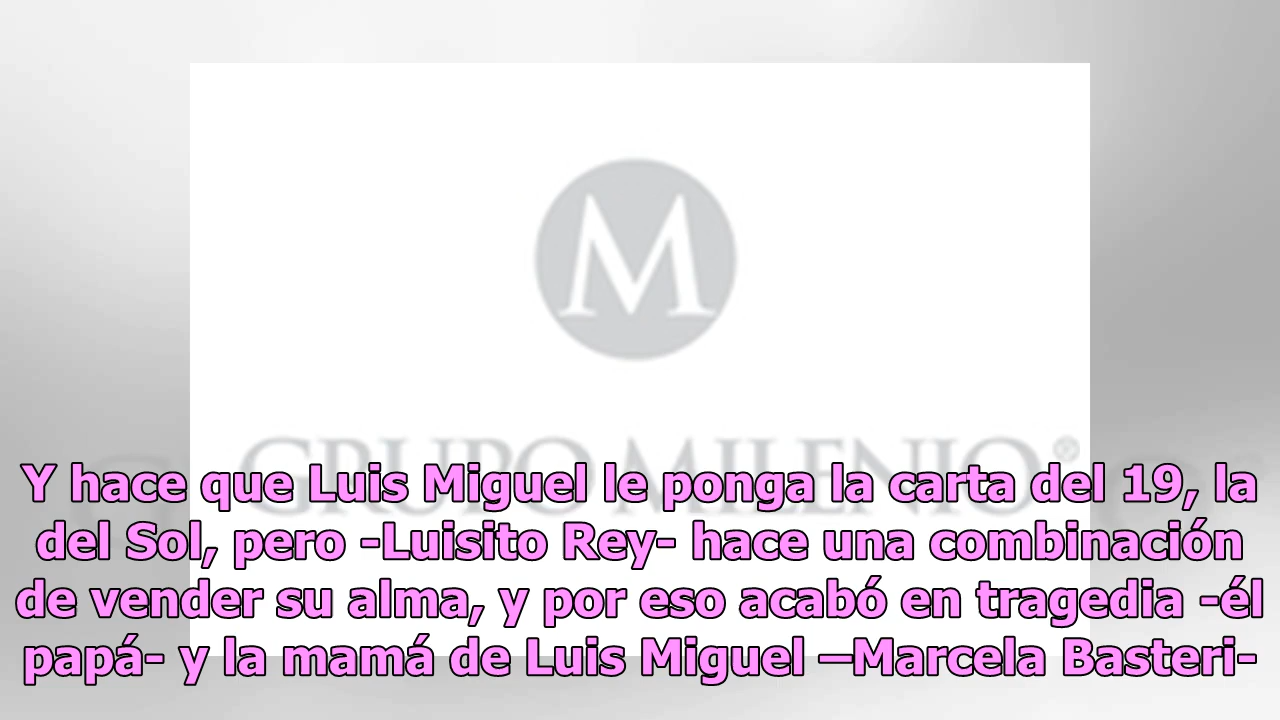 M
GRUPO MILENIO®
Y hace que Luis Miguel le ponga la carta del 19, la
del Sol, pero -Luisito Rey- hace una combinación
de vender su alma, y por eso acabó en tragedia -él
papá- y la mamá de Luis Miguel —Marcela Basteri-